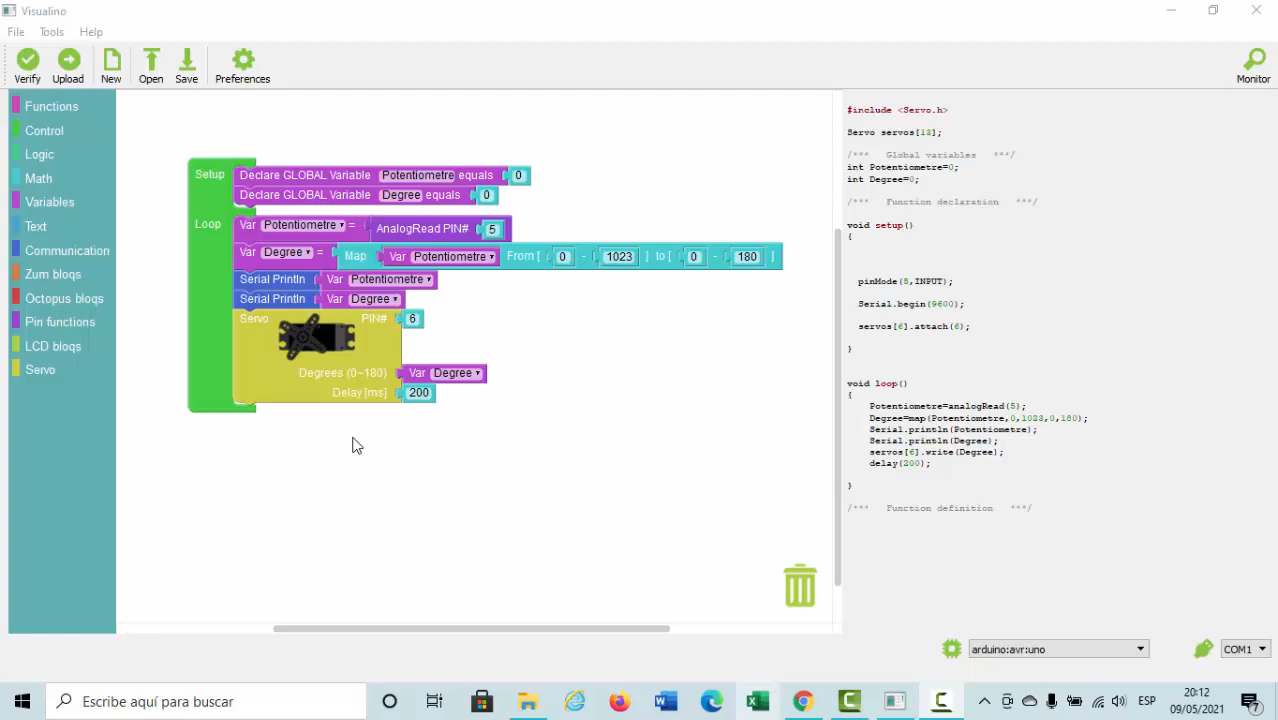 Visualino
File Tools Help
Verify Upload New Open Save Preferences Monitor
Functions
Control
Logic
Math
Variables
Text
Communication
Zum bloqs
Octopus bloqs
Pin functions
LCD bloqs
Servo
Setup Declare GLOBAL Variable Potentiometre equals 0
Declare GLOBAL Variable Degree equals 0
Loop Var Potentiometre = AnalogRead PIN# 5
Var Degree = Map Var Potentiometre From [ 0 - 1023 ] to [ 0 - 180 ]
Serial Println Var Potentiometre
Serial Println Var Degree
Servo PIN# 6
Degrees (0~180) Var Degree
Delay [ms] 200
#include <Servo.h>
Servo servos[12];
/*** Global variables ***/
int Potentiometre=0;
int Degree=0;
/*** Function declaration ***/
void setup()
{
pinMode(5,INPUT);
Serial.begin(9600);
servos[6].attach(6);
}
void loop()
{
Potentiometre=analogRead(5);
Degree=map(Potentiometre,0,1023,0,180);
Serial.println(Potentiometre);
Serial.println(Degree);
servos[6].write(Degree);
delay(200);
}
/*** Function definition ***/
arduino:avr:uno COM1
Escribe aquí para buscar
ESP
20:12
09/05/2021
7